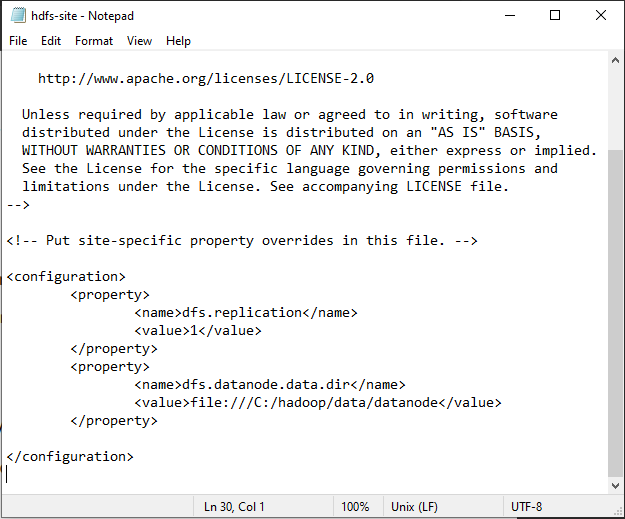 hdfs-site - Notepad
File Edit Format View Help
http://www.apache.org/licenses/LICENSE-2.0
Unless required by applicable law or agreed to in writing, software
distributed under the License is distributed on an "AS IS" BASIS,
WITHOUT WARRANTIES OR CONDITIONS OF ANY KIND, either express or implied.
See the License for the specific language governing permissions and
limitations under the License. See accompanying LICENSE file.
-->
<!-- Put site-specific property overrides in this file. -->
<configuration>
<property>
<name>dfs.replication</name>
<value>1</value>
</property>
<property>
<name>dfs.datanode.data.dir</name>
<value>file:///C:/hadoop/data/datanode</value>
</property>
</configuration>
Ln 30, Col 1 100% Unix (LF) UTF-8